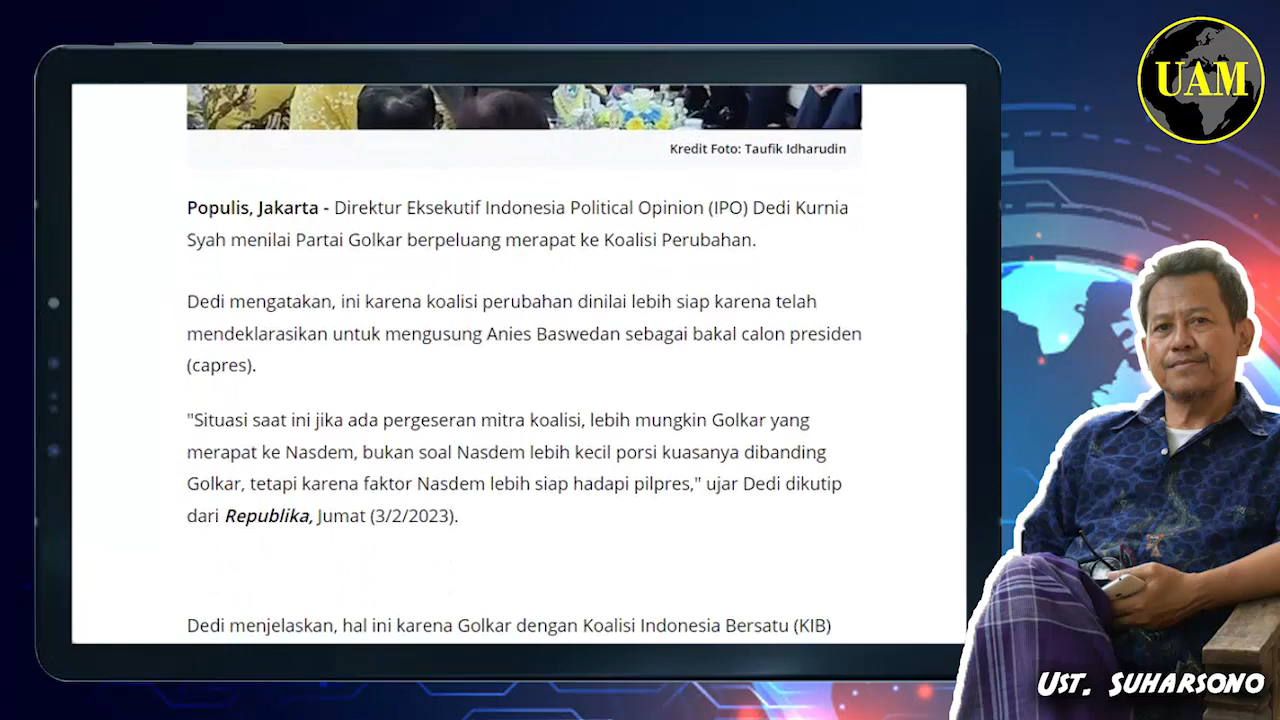 UAM
Kredit Foto: Taufik Idharudin
Populis, Jakarta - Direktur Eksekutif Indonesia Political Opinion (IPO) Dedi Kurnia
Syah menilai Partai Golkar berpeluang merapat ke Koalisi Perubahan.
Dedi mengatakan, ini karena koalisi perubahan dinilai lebih siap karena telah
mendeklarasikan untuk mengusung Anies Baswedan sebagai bakal calon presiden
(capres).
"Situasi saat ini jika ada pergeseran mitra koalisi, lebih mungkin Golkar yang
merapat ke Nasdem, bukan soal Nasdem lebih kecil porsi kuasanya dibanding
Golkar, tetapi karena faktor Nasdem lebih siap hadapi pilpres," ujar Dedi dikutip
dari Republika, Jumat (3/2/2023).
Dedi menjelaskan, hal ini karena Golkar dengan Koalisi Indonesia Bersatu (KIB)
Ust. Suharsono